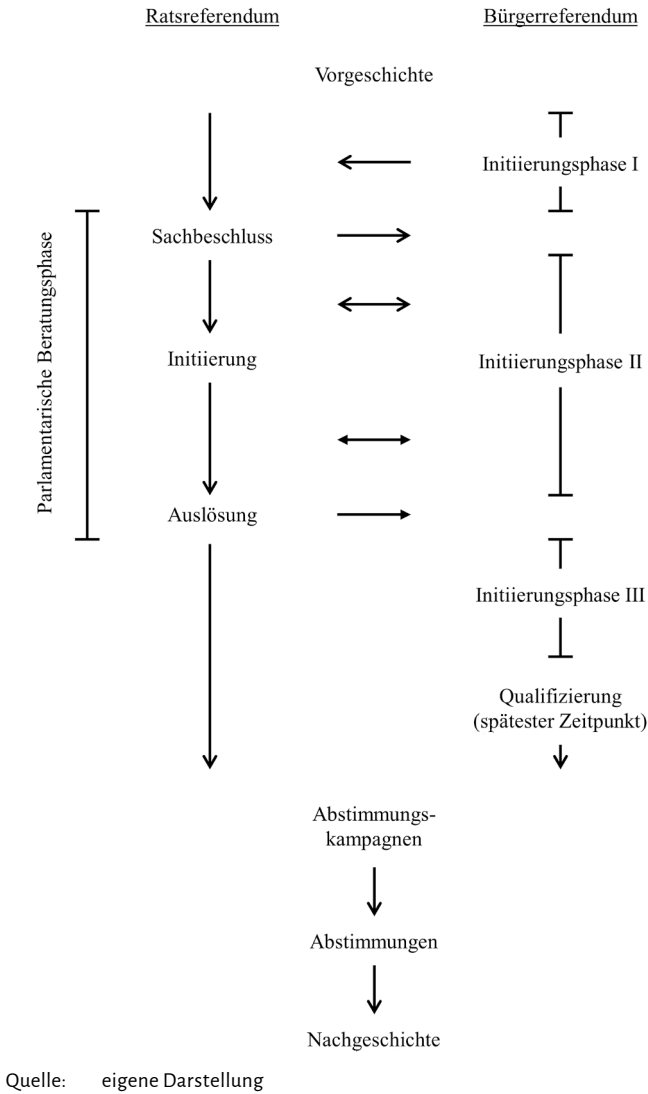 Ratsreferendum
Bürgerreferendum
Vorgeschichte
Initiierungsphase I
Sachbeschluss
Parlamentarische Beratungsphase
Initiierung
Initiierungsphase II
Auslösung
Initiierungsphase III
Qualifizierung
(spätester Zeitpunkt)
Abstimmungs-
kampagnen
Abstimmungen
Nachgeschichte
Quelle: eigene Darstellung